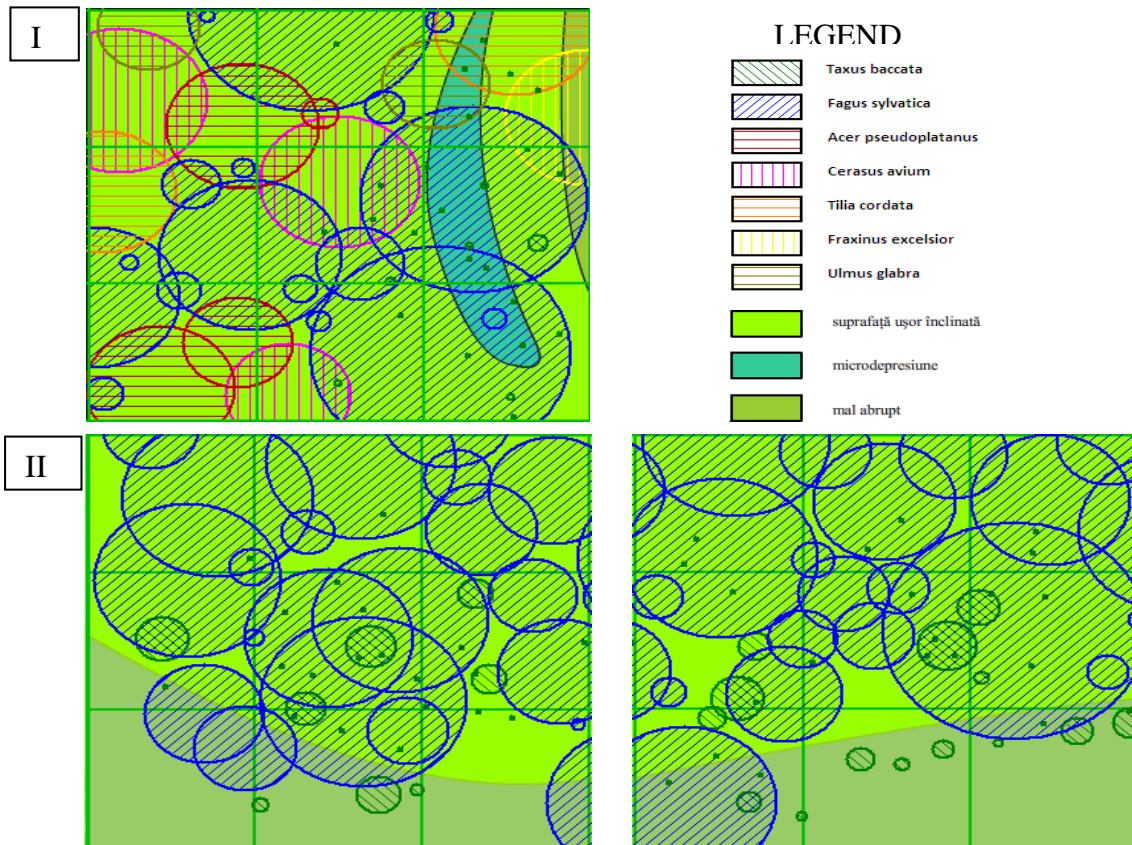 I
LEGEND
Taxus baccata
Fagus sylvatica
Acer pseudoplatanus
Cerasus avium
Tilia cordata
Fraxinus excelsior
Ulmus glabra
suprafață ușor înclinată
microdepresiune
mal abrupt
II